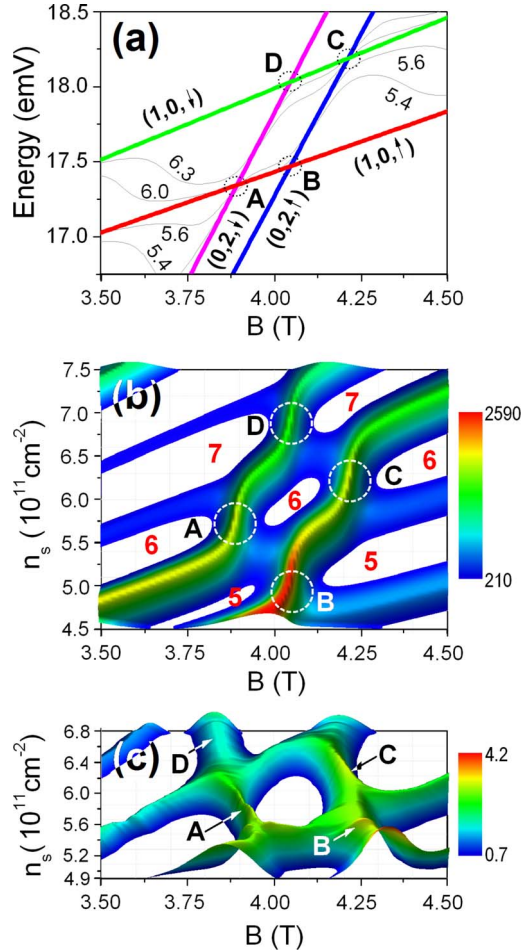 (a)
18.5
18.0
17.5
17.0
Energy (emV)
D
C
5.6
5.4
(1,0,↓)
(1,0,↑)
6.3
6.0
5.6
5.4
A
B
(0,2,↓)
(0,2,↑)
3.50 3.75 4.00 4.25 4.50
B (T)
(b)
7.5
7.0
6.5
6.0
5.5
5.0
4.5
n_s (10^11 cm^-2)
D
7
7
C
6
6
A
6
5
5
B
2590
210
3.50 3.75 4.00 4.25 4.50
B (T)
(c)
6.8
6.4
6.0
5.6
5.2
4.9
n_s (10^11 cm^-2)
D
C
A
B
4.2
0.7
3.50 3.75 4.00 4.25 4.50
B (T)